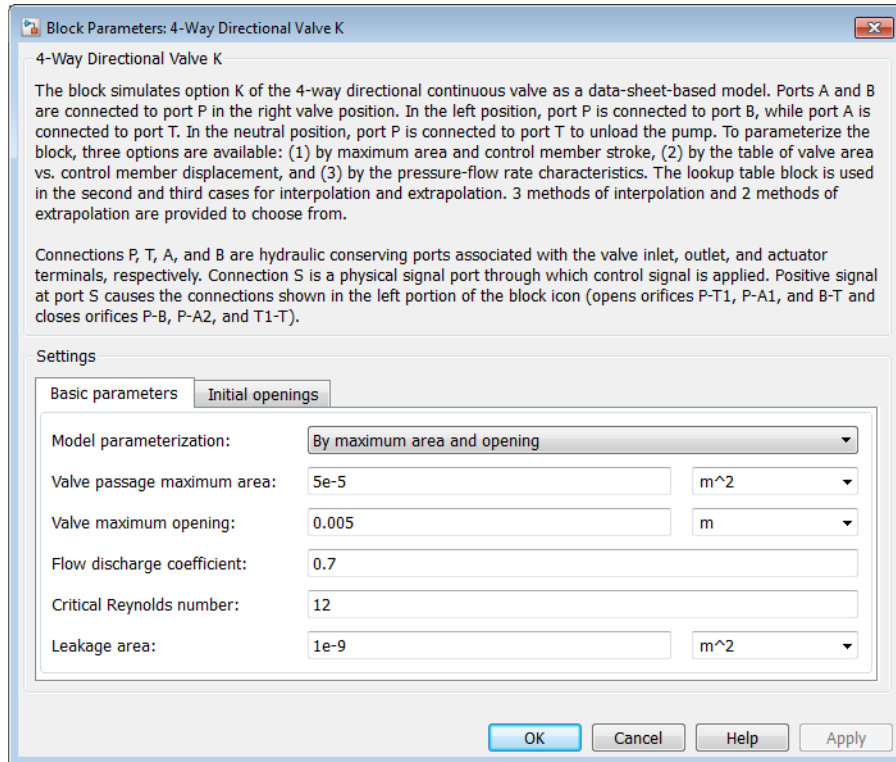 Block Parameters: 4-Way Directional Valve K
4-Way Directional Valve K
The block simulates option K of the 4-way directional continuous valve as a data-sheet-based model. Ports A and B
are connected to port P in the right valve position. In the left position, port P is connected to port B, while port A is
connected to port T. In the neutral position, port P is connected to port T to unload the pump. To parameterize the
block, three options are available: (1) by maximum area and control member stroke, (2) by the table of valve area
vs. control member displacement, and (3) by the pressure-flow rate characteristics. The lookup table block is used
in the second and third cases for interpolation and extrapolation. 3 methods of interpolation and 2 methods of
extrapolation are provided to choose from.
Connections P, T, A, and B are hydraulic conserving ports associated with the valve inlet, outlet, and actuator
terminals, respectively. Connection S is a physical signal port through which control signal is applied. Positive signal
at port S causes the connections shown in the left portion of the block icon (opens orifices P-T1, P-A1, and B-T and
closes orifices P-B, P-A2, and T1-T).
Settings
Basic parameters Initial openings
Model parameterization: By maximum area and opening
Valve passage maximum area: 5e-5 m^2
Valve maximum opening: 0.005 m
Flow discharge coefficient: 0.7
Critical Reynolds number: 12
Leakage area: 1e-9 m^2
OK Cancel Help Apply